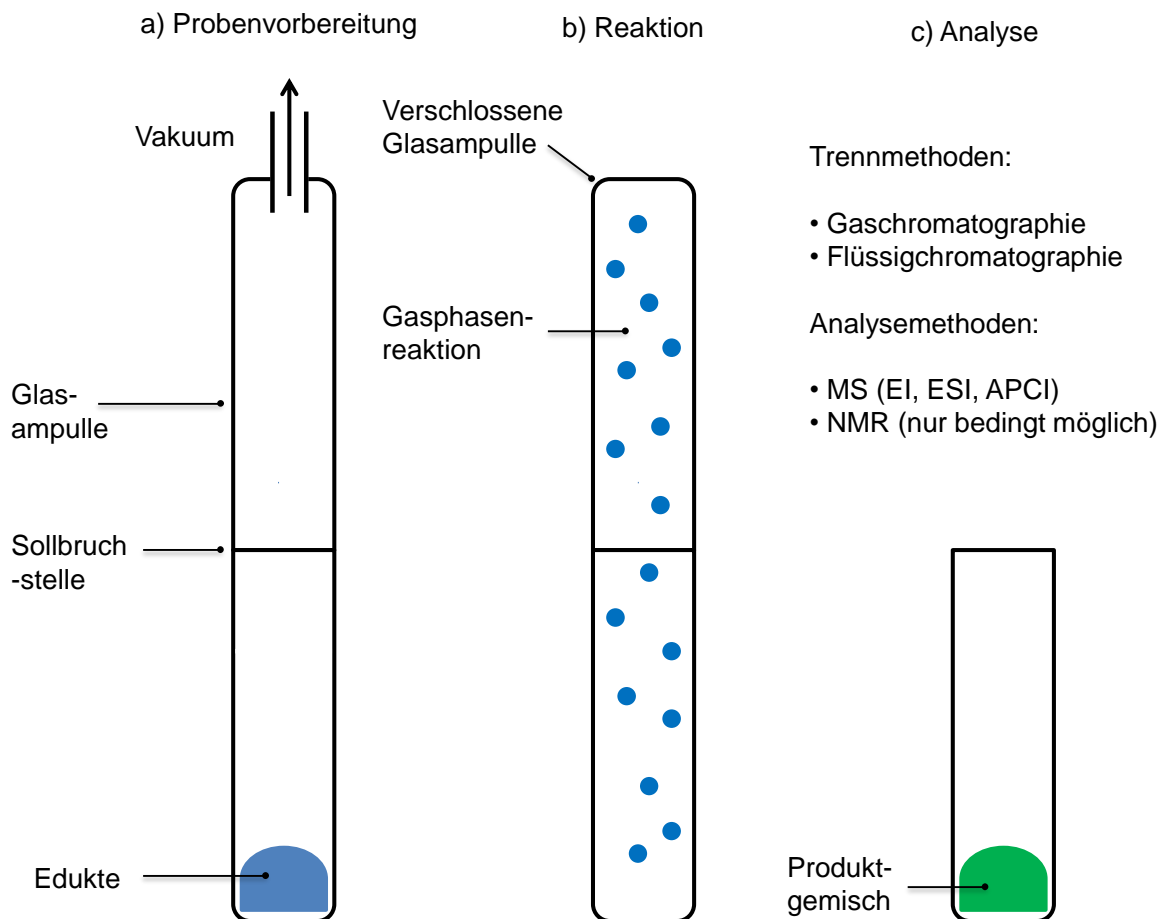 a) Probenvorbereitung
Vakuum
Glas-
ampulle
Sollbruch
-stelle
Edukte
b) Reaktion
Verschlossene
Glasampulle
Gasphasen-
reaktion
c) Analyse
Trennmethoden:
• Gaschromatographie
• Flüssigchromatographie
Analysemethoden:
• MS (EI, ESI, APCI)
• NMR (nur bedingt möglich)
Produkt-
gemisch